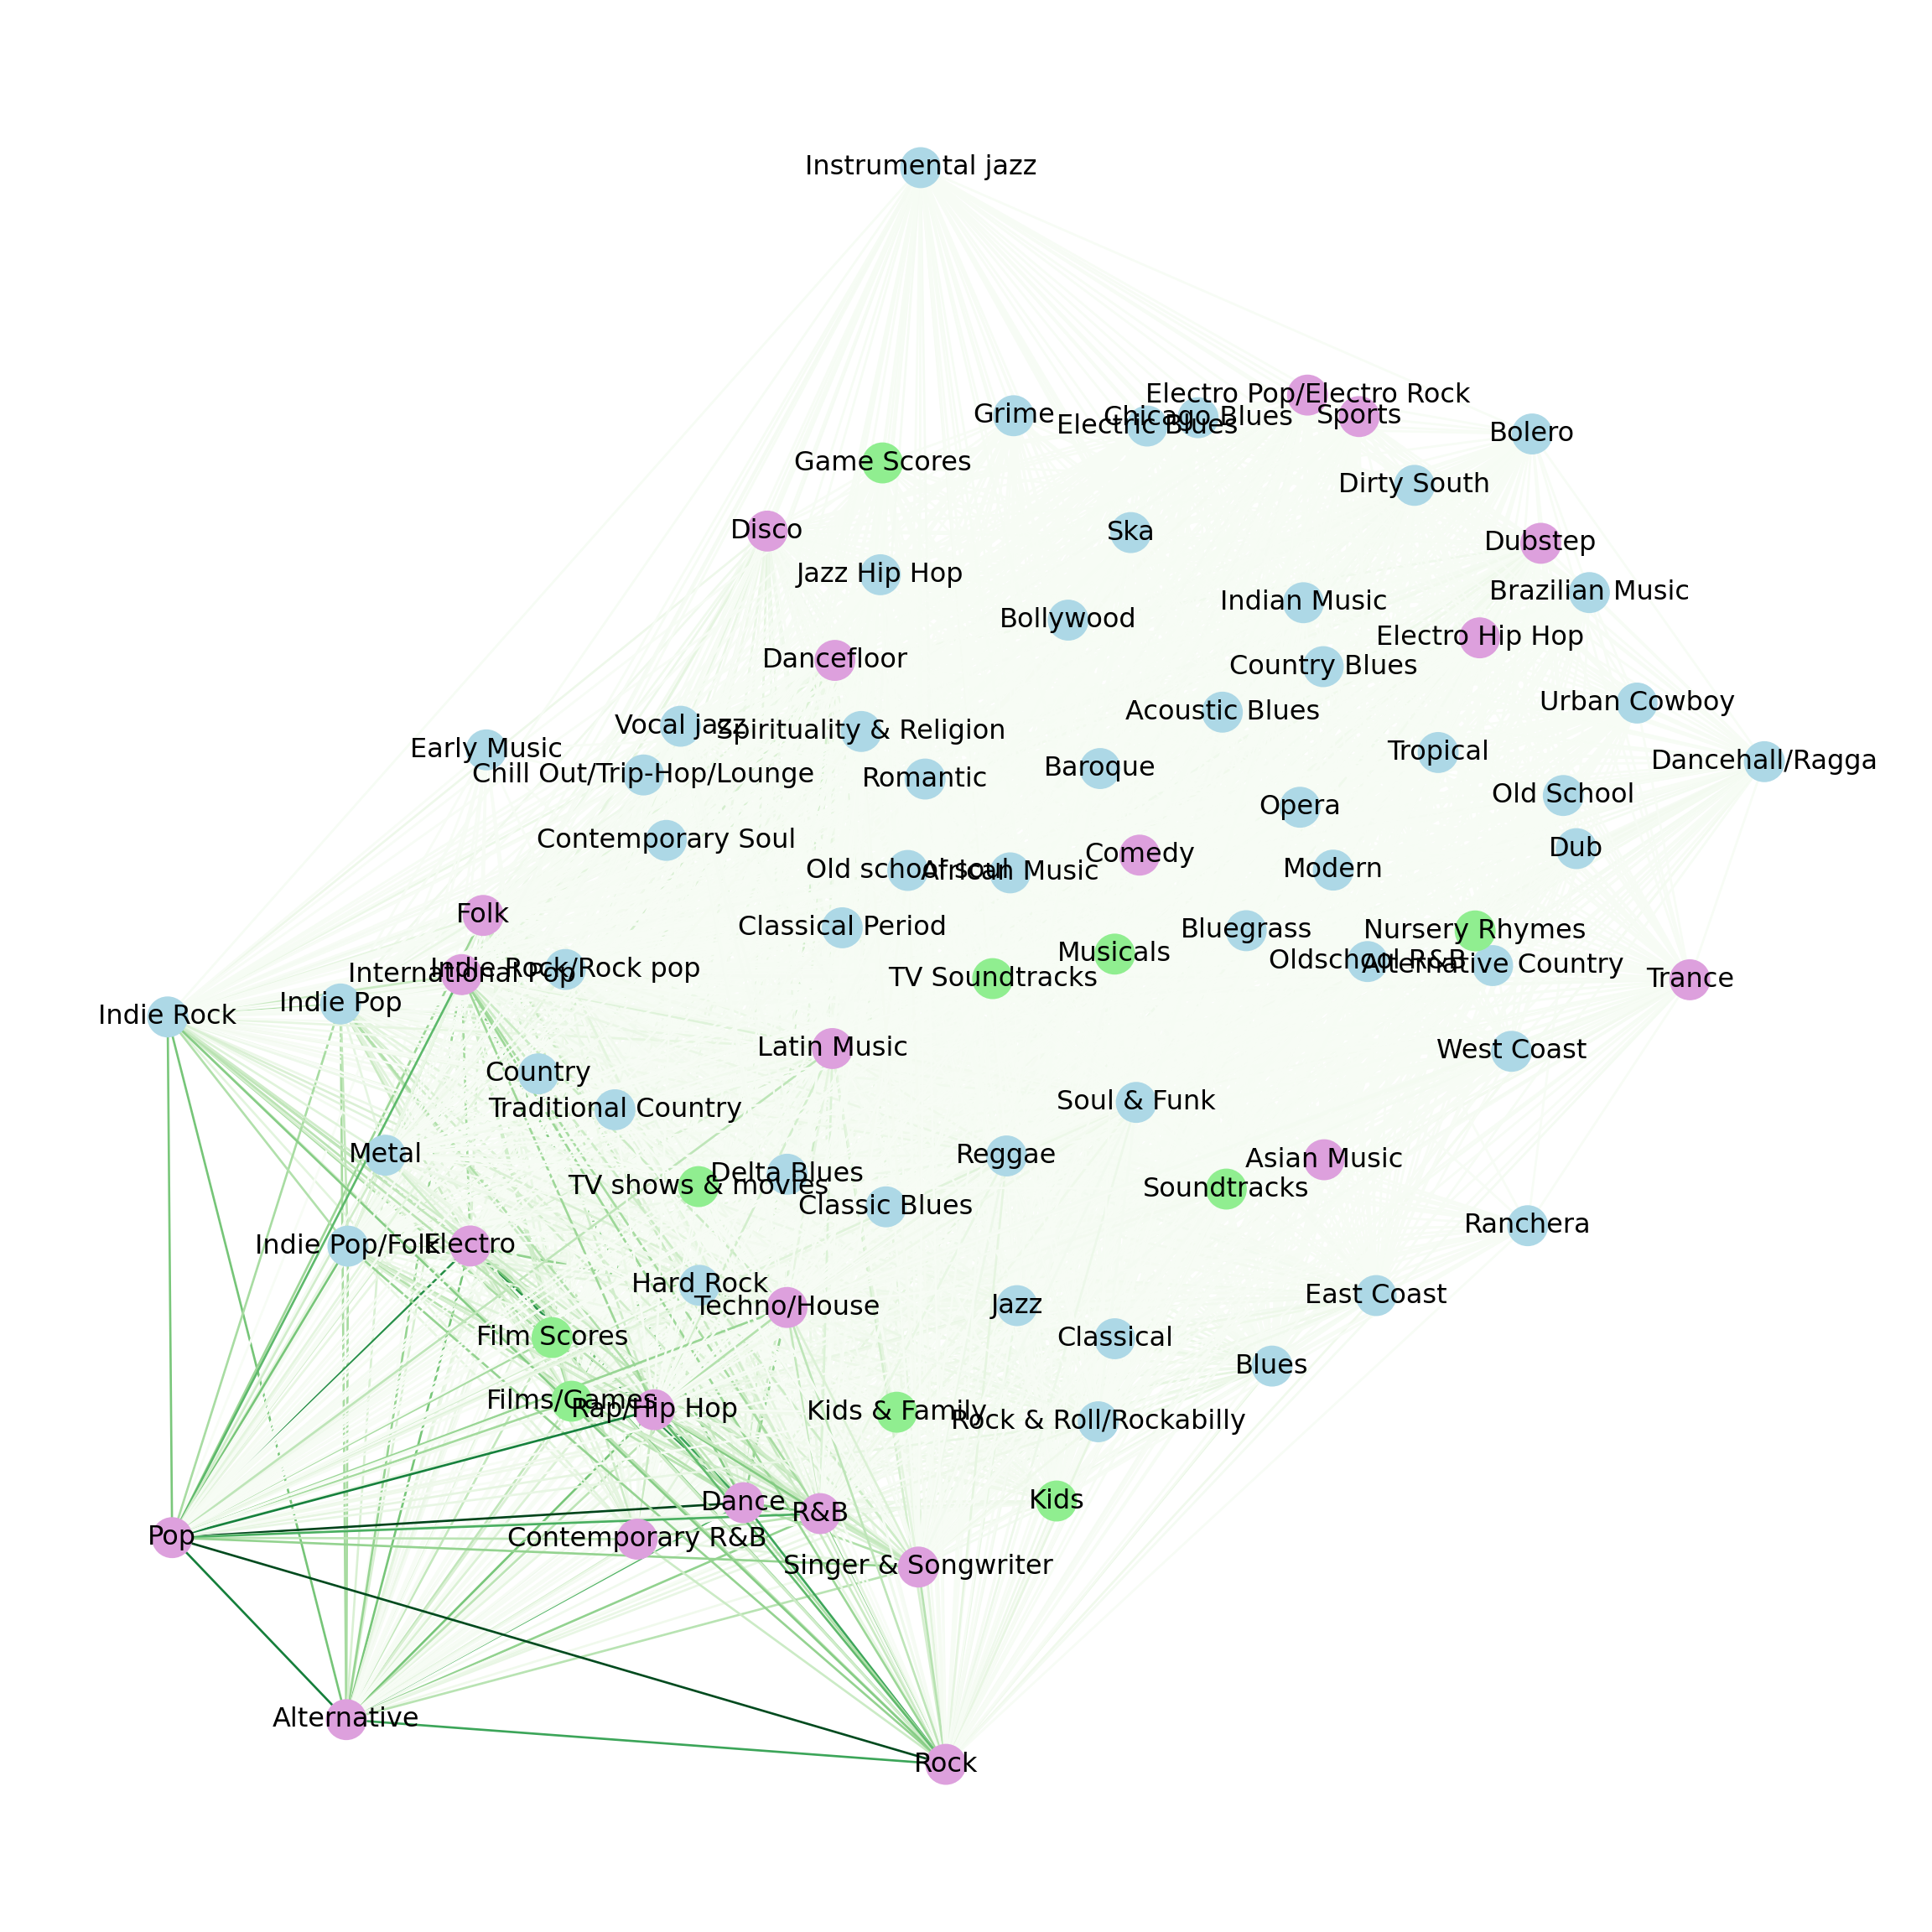 Instrumental jazz
Electro Pop/Electro Rock
Grime
Chicago Blues
Sports
Electric Blues
Bolero
Game Scores
Dirty South
Disco
Ska
Dubstep
Jazz Hip Hop
Brazilian Music
Indian Music
Bollywood
Electro Hip Hop
Dancefloor
Country Blues
Urban Cowboy
Acoustic Blues
Vocal jazz
Spirituality & Religion
Early Music
Tropical
Dancehall/Ragga
Baroque
Chill Out/Trip-Hop/Lounge
Romantic
Old School
Opera
Contemporary Soul
Dub
Comedy
Old school soul
African Music
Modern
Folk
Classical Period
Bluegrass
Nursery Rhymes
Musicals
Oldschool R&B
Alternative Country
Indie Rock/Rock pop
International Pop
TV Soundtracks
Trance
Indie Pop
Indie Rock
Latin Music
West Coast
Country
Soul & Funk
Traditional Country
Metal
Reggae
Asian Music
Delta Blues
TV shows & movies
Soundtracks
Classic Blues
Ranchera
Indie Pop/Folk
Electro
Hard Rock
East Coast
Techno/House
Jazz
Film Scores
Classical
Blues
Films/Games
Rap/Hip Hop
Kids & Family
Rock & Roll/Rockabilly
Kids
Dance
R&B
Pop
Contemporary R&B
Singer & Songwriter
Alternative
Rock